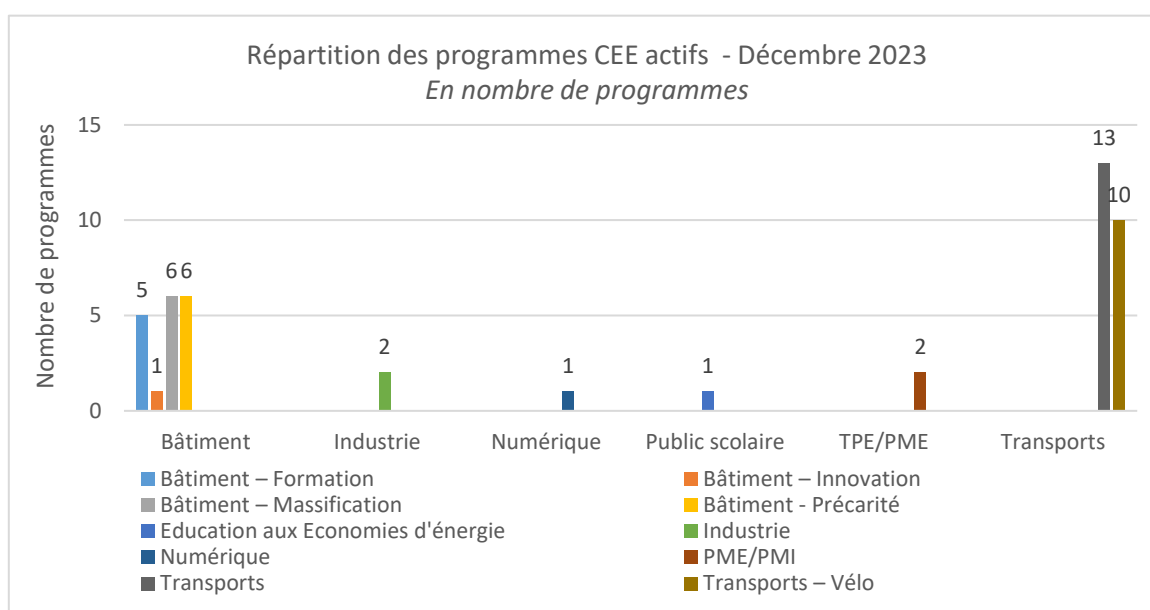 Répartition des programmes CEE actifs - Décembre 2023
En nombre de programmes
Nombre de programmes
15
10
5
0
5
1
6
6
2
1
1
2
13
10
Bâtiment
Industrie
Numérique
Public scolaire
TPE/PME
Transports
Bâtiment – Formation
Bâtiment – Innovation
Bâtiment – Massification
Bâtiment - Précarité
Education aux Economies d'énergie
Industrie
Numérique
PME/PMI
Transports
Transports – Vélo